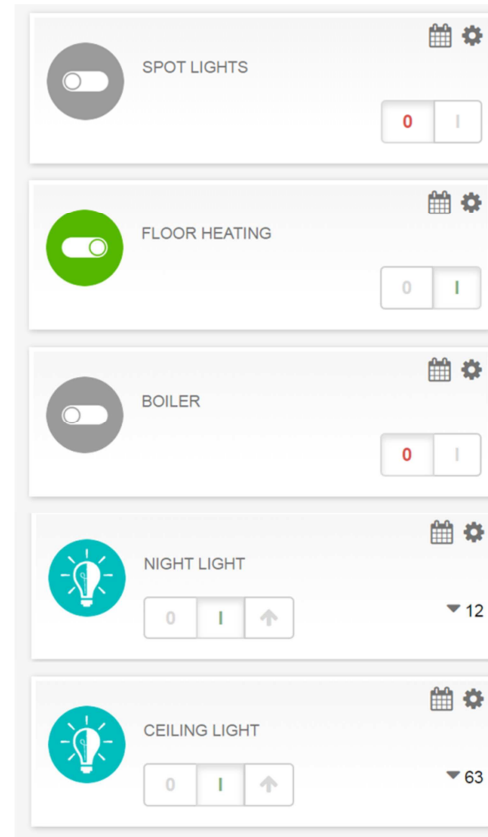 SPOT LIGHTS
0 I
FLOOR HEATING
0 I
BOILER
0 I
NIGHT LIGHT
0 I
12
CEILING LIGHT
0 I
63